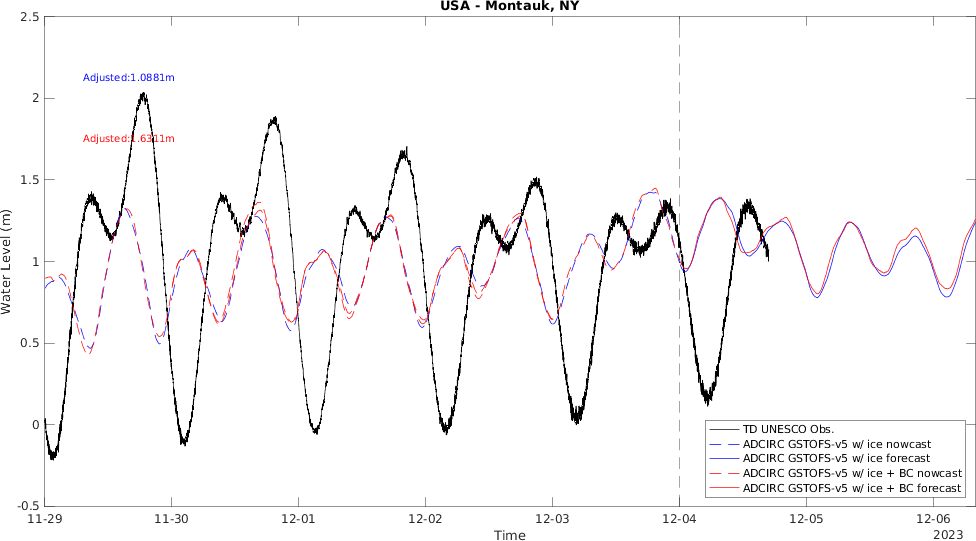 USA - Montauk, NY
2.5
2
1.5
1
0.5
0
-0.5
Water Level (m)
Adjusted:1.0881m
Adjusted:1.6311m
TD UNESCO Obs.
ADCIRC GSTOFS-v5 w/ ice nowcast
ADCIRC GSTOFS-v5 w/ ice forecast
ADCIRC GSTOFS-v5 w/ ice + BC nowcast
ADCIRC GSTOFS-v5 w/ ice + BC forecast
11-29 11-30 12-01 12-02 12-03 12-04 12-05 12-06
Time
2023